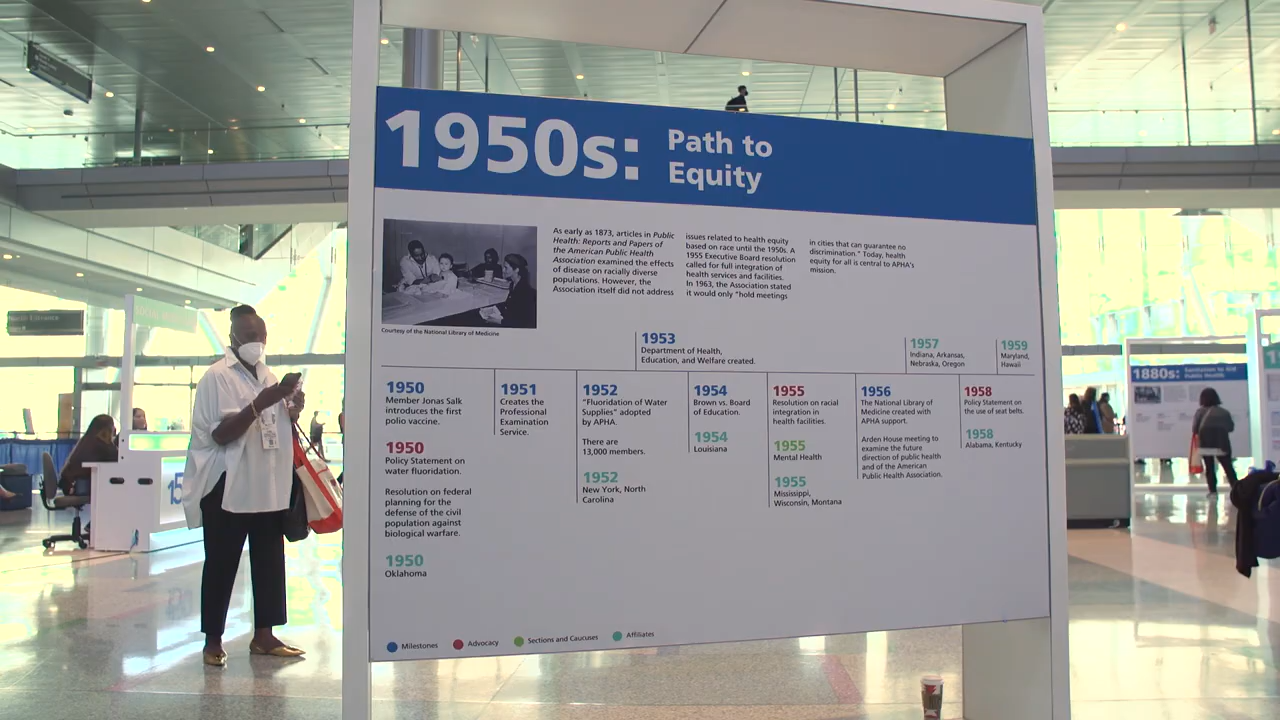 1950s:
Path to
Equity
As early as 1873, articles in Public
Health: Reports and Papers of
the American Public Health
Association examined the effects
of disease on racially diverse
populations. However, the
Association itself did not address
issues related to health equity
based on race until the 1950s. A
1955 Executive Board resolution
called for full integration of
health services and facilities.
In 1963, the Association stated
it would only "hold meetings
in cities that can guarantee no
discrimination." Today, health
equity for all is central to APHA's
mission.
Courtesy of the National Library of Medicine
1953
Department of Health,
Education, and Welfare created.
1957
Indiana, Arkansas,
Nebraska, Oregon
1959
Maryland,
Hawaii
1950
Member Jonas Salk
introduces the first
polio vaccine.
1950
Policy Statement on
water fluoridation.
Resolution on federal
planning for the
defense of the civil
population against
biological warfare.
1950
Oklahoma
1951
Creates the
Professional
Examination
Service.
1952
"Fluoridation of Water
Supplies" adopted
by APHA.
There are
13,000 members.
1952
New York, North
Carolina
1954
Brown vs. Board
of Education.
1954
Louisiana
1955
Resolution on racial
integration in
health facilities.
1955
Mental Health
1955
Mississippi,
Wisconsin, Montana
1956
The National Library of
Medicine created with
APHA support.
Arden House meeting to
examine the future
direction of public health
and of the American
Public Health Association.
1958
Policy Statement on
the use of seat belts.
1958
Alabama, Kentucky
Milestones
Advocacy
Sections and Caucuses
Affiliates
1880s:
Sanitation to
Public Health
15